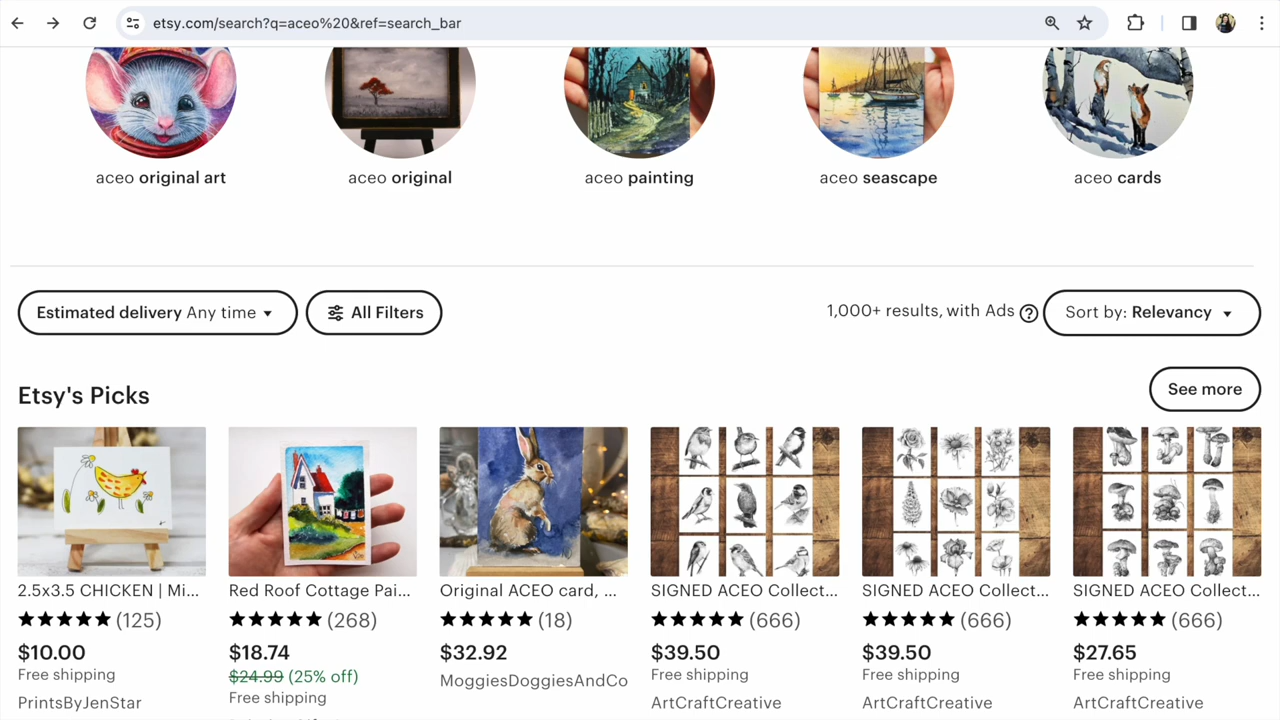 etsy.com/search?q=aceo%20&ref=search_bar
aceo original art
aceo original
aceo painting
aceo seascape
aceo cards
Estimated delivery Any time
All Filters
1,000+ results, with Ads ?
Sort by: Relevancy
Etsy's Picks
See more
2.5x3.5 CHICKEN | Mi...
(125)
$10.00
Free shipping
PrintsByJenStar
Red Roof Cottage Pai...
(268)
$18.74
$24.99 (25% off)
Free shipping
Original ACEO card, ...
(18)
$32.92
MoggiesDoggiesAndCo
SIGNED ACEO Collect...
(666)
$39.50
Free shipping
ArtCraftCreative
SIGNED ACEO Collect...
(666)
$39.50
Free shipping
ArtCraftCreative
SIGNED ACEO Collect...
(666)
$27.65
Free shipping
ArtCraftCreative